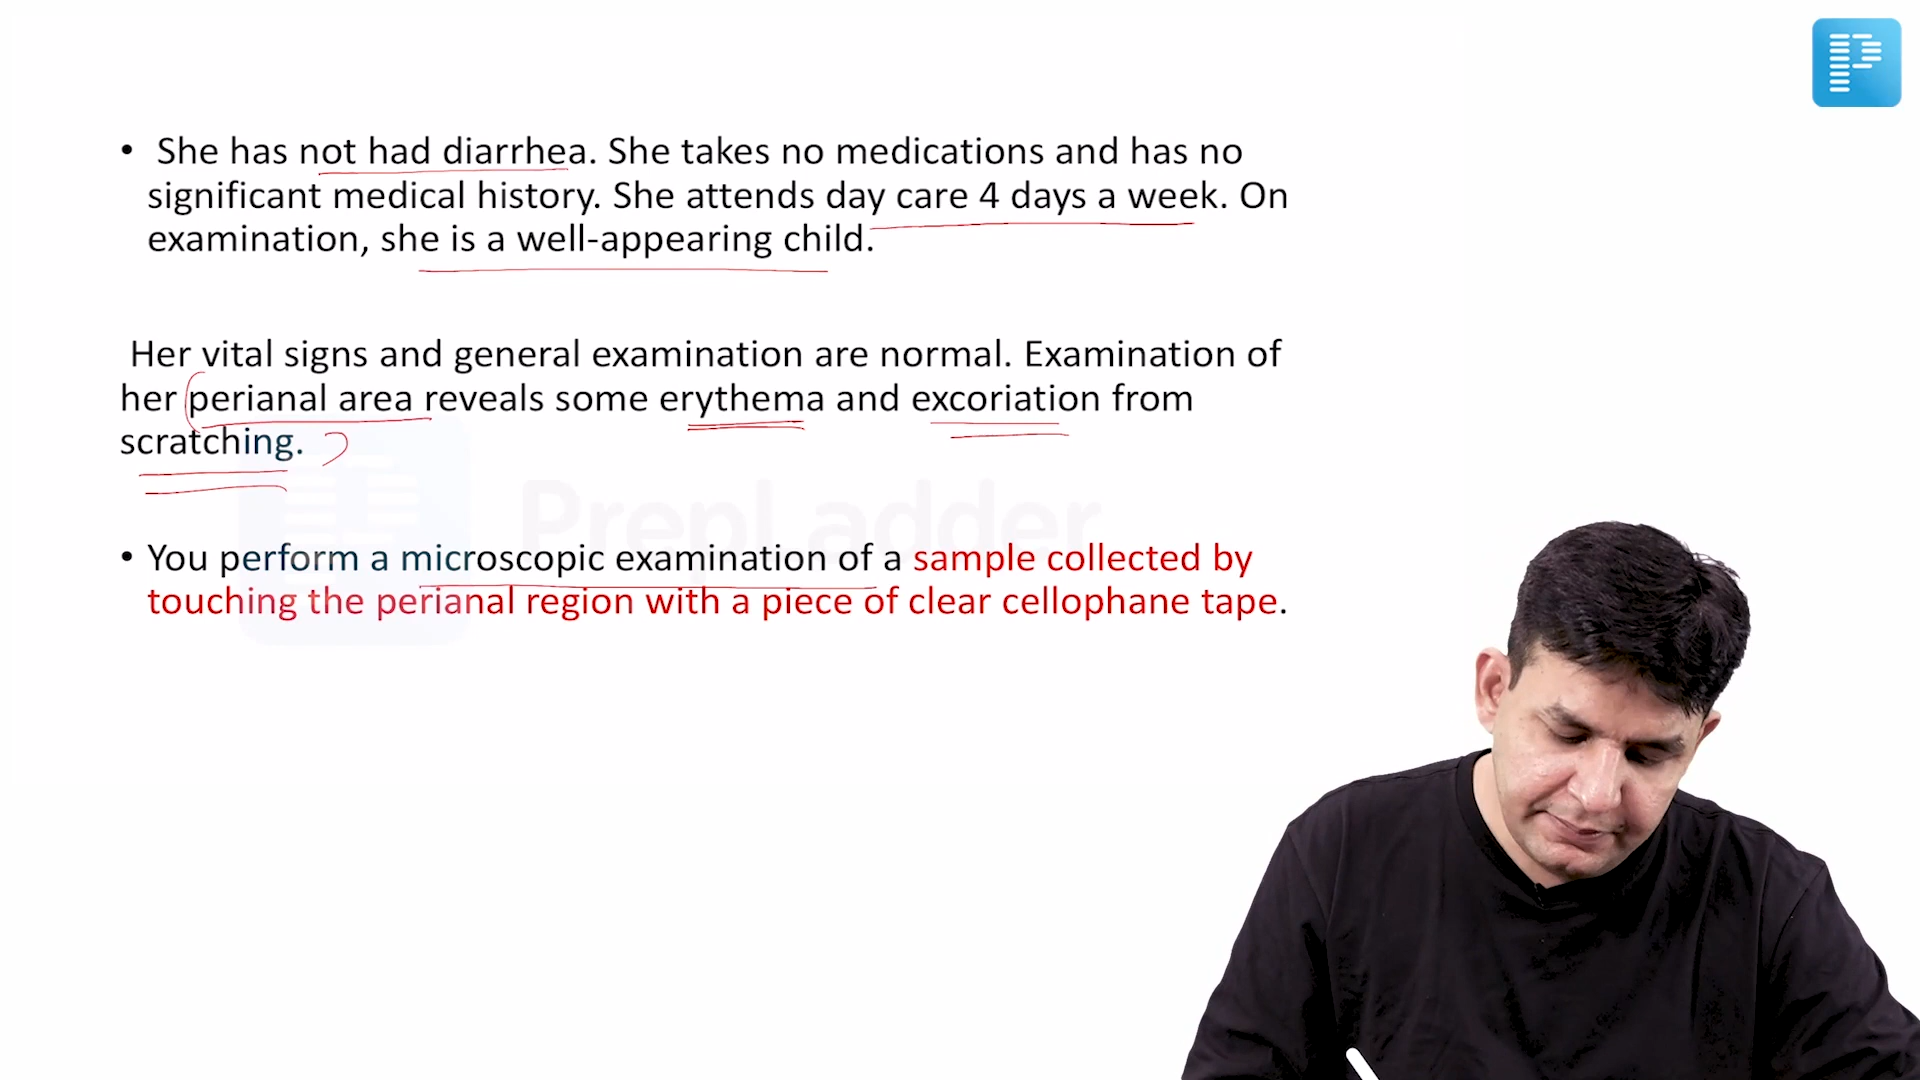 • She has not had diarrhea. She takes no medications and has no
significant medical history. She attends day care 4 days a week. On
examination, she is a well-appearing child.
Her vital signs and general examination are normal. Examination of
her perianal area reveals some erythema and excoriation from
scratching.
PrepLadder
• You perform a microscopic examination of a sample collected by
touching the perianal region with a piece of clear cellophane tape.